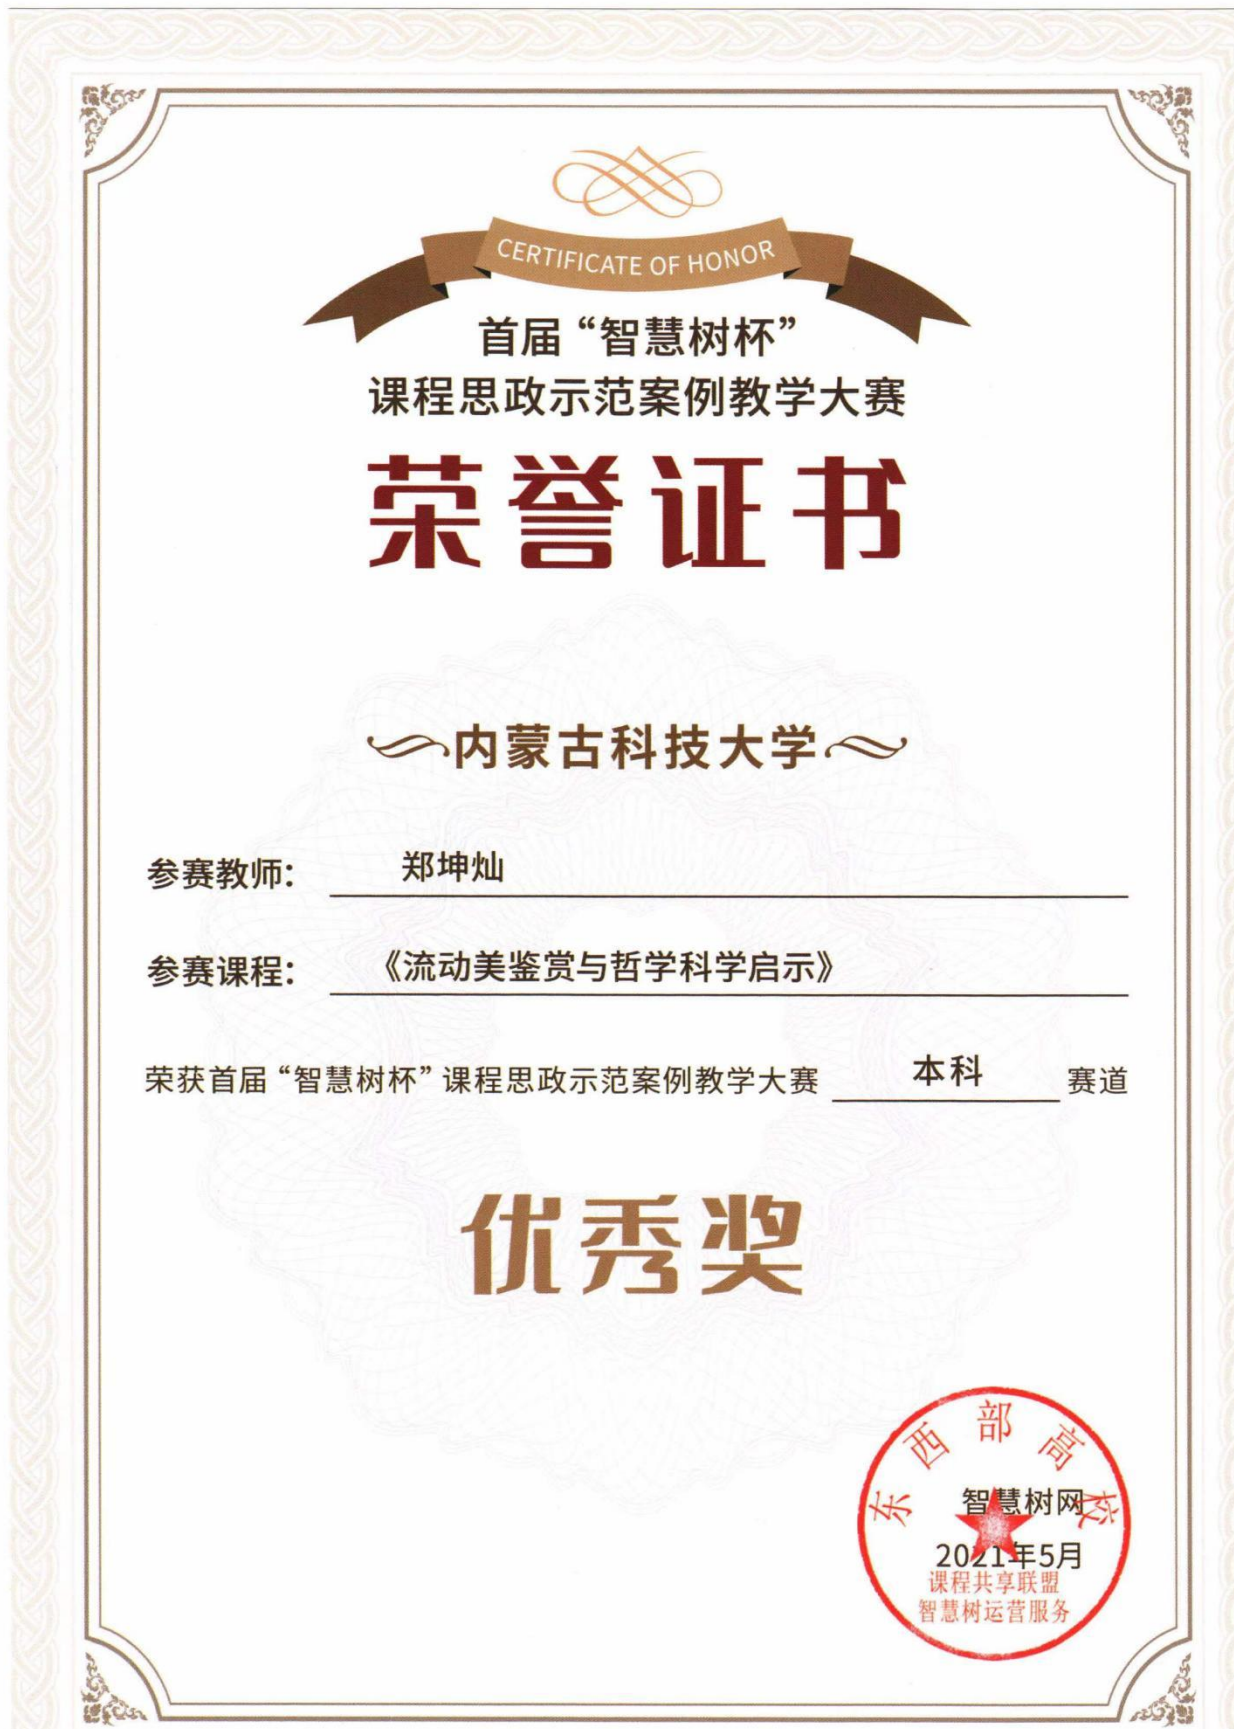 CERTIFICATE OF HONOR
首届“智慧树杯”
课程思政示范案例教学大赛
荣誉证书
内蒙古科技大学
参赛教师： 郑坤灿
参赛课程： 《流动美鉴赏与哲学科学启示》
荣获首届“智慧树杯”课程思政示范案例教学大赛 本科 赛道
优秀奖
东西部高校
智慧树网
2021年5月
课程共享联盟
智慧树运营服务